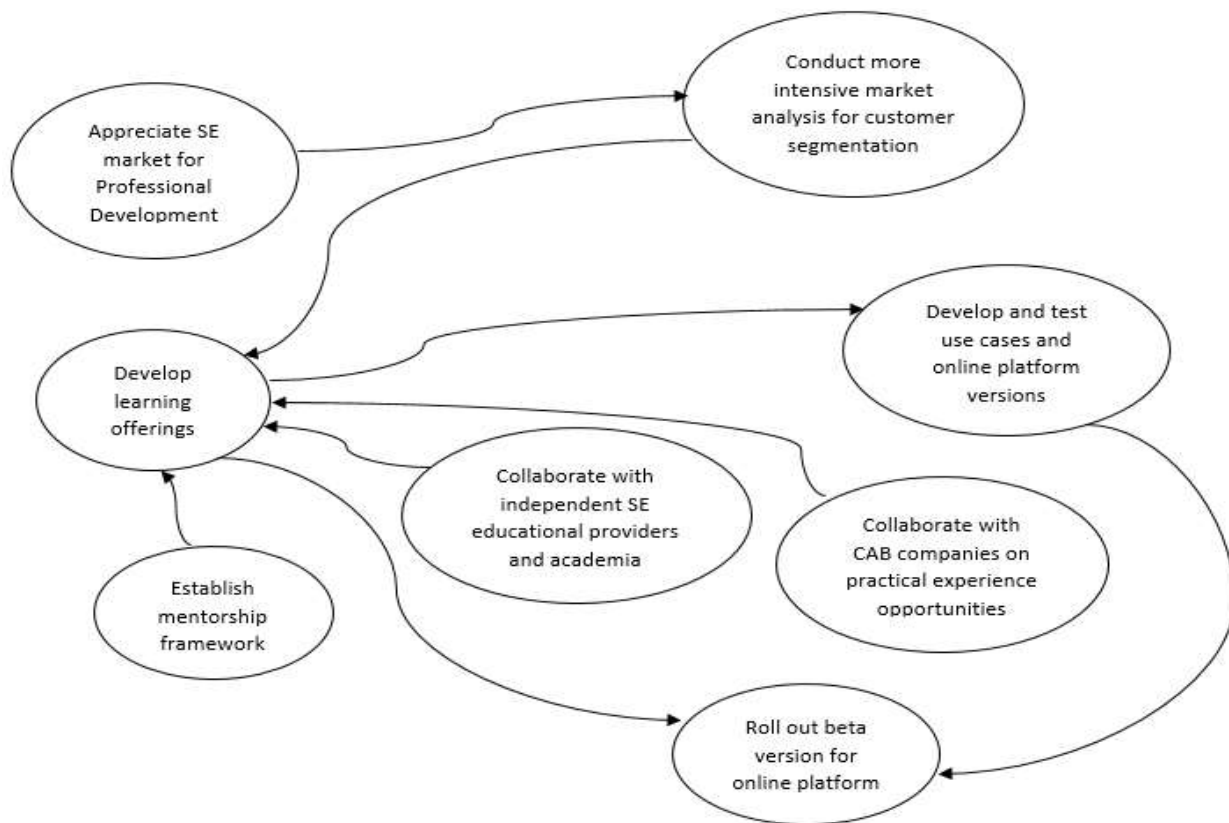 Appreciate SE
market for
Professional
Development
Conduct more
intensive market
analysis for customer
segmentation
Develop
learning
offerings
Develop and test
use cases and
online platform
versions
Collaborate with
independent SE
educational providers
and academia
Collaborate with
CAB companies on
practical experience
opportunities
Establish
mentorship
framework
Roll out beta
version for
online platform